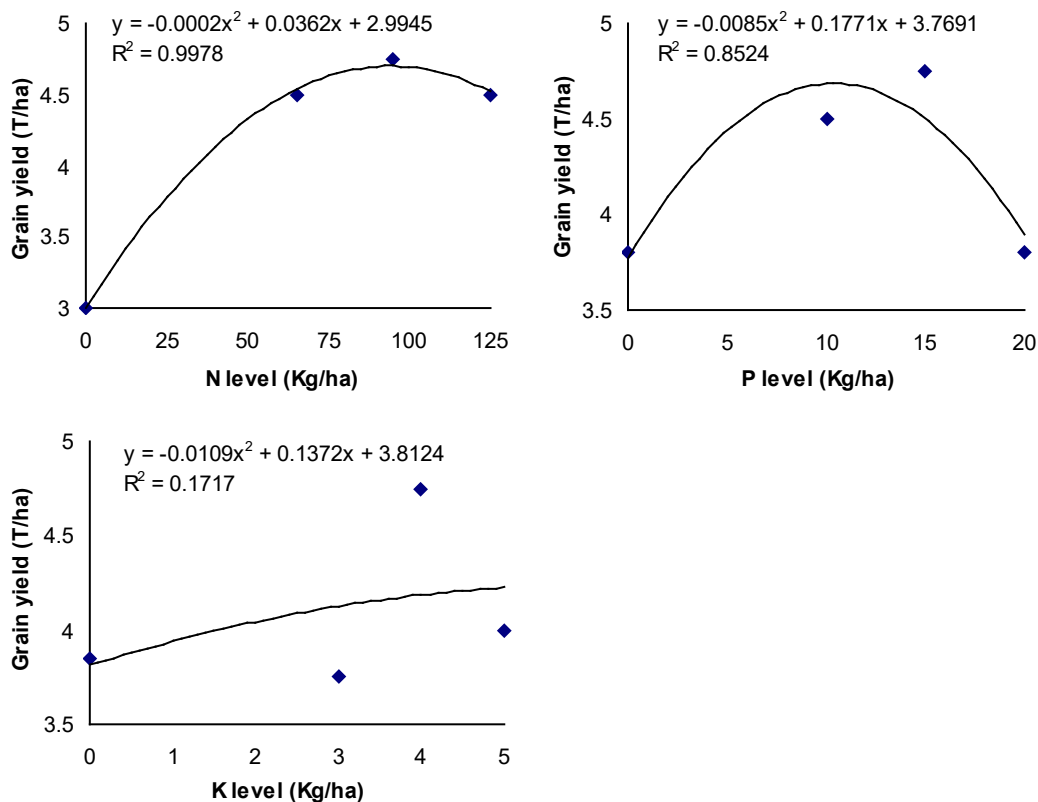 y = -0.0002x² + 0.0362x + 2.9945
R² = 0.9978
5
4.5
4
3.5
3
Grain yield (T/ha)
0 25 50 75 100 125
N level (Kg/ha)
y = -0.0085x² + 0.1771x + 3.7691
R² = 0.8524
5
4.5
4
3.5
Grain yield (T/ha)
0 5 10 15 20
P level (Kg/ha)
y = -0.0109x² + 0.1372x + 3.8124
R² = 0.1717
5
4.5
4
3.5
Grain yield (T/ha)
0 1 2 3 4 5
K level (Kg/ha)